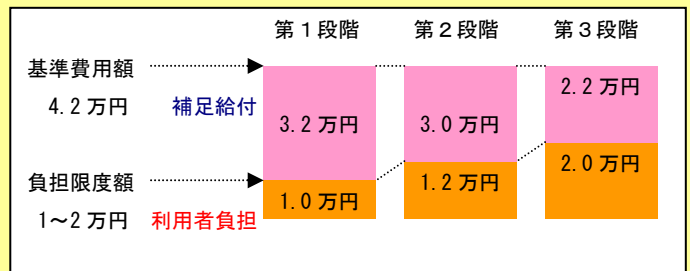 第１段階 第２段階 第３段階
基準費用額
4.2 万円 補足給付
3.2 万円 3.0 万円 2.2 万円
負担限度額
1～2 万円 利用者負担
1.0 万円 1.2 万円 2.0 万円